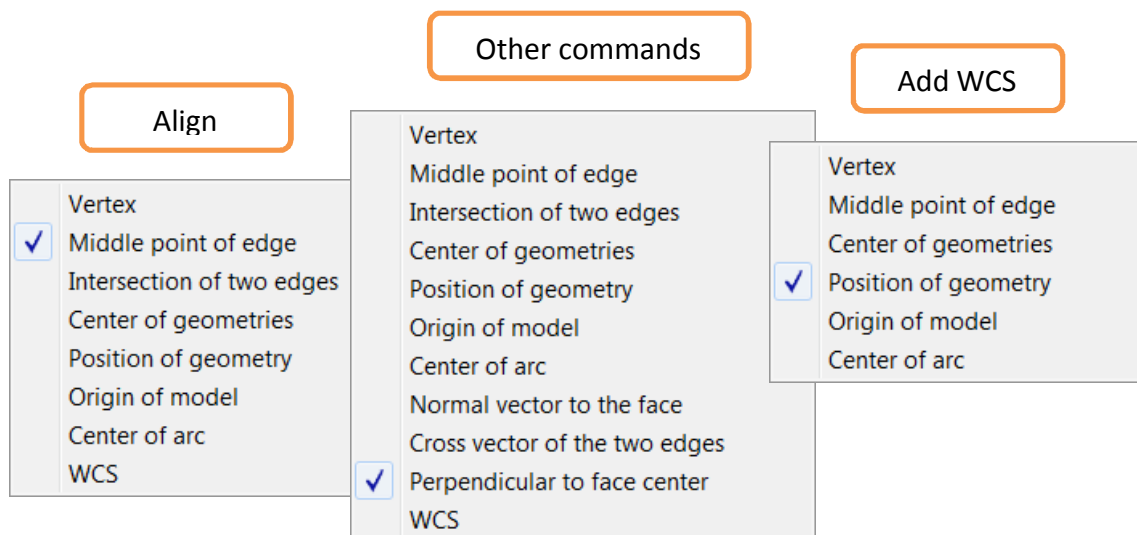 Align
Vertex
Middle point of edge
Intersection of two edges
Center of geometries
Position of geometry
Origin of model
Center of arc
WCS
Other commands
Vertex
Middle point of edge
Intersection of two edges
Center of geometries
Position of geometry
Origin of model
Center of arc
Normal vector to the face
Cross vector of the two edges
Perpendicular to face center
WCS
Add WCS
Vertex
Middle point of edge
Center of geometries
Position of geometry
Origin of model
Center of arc